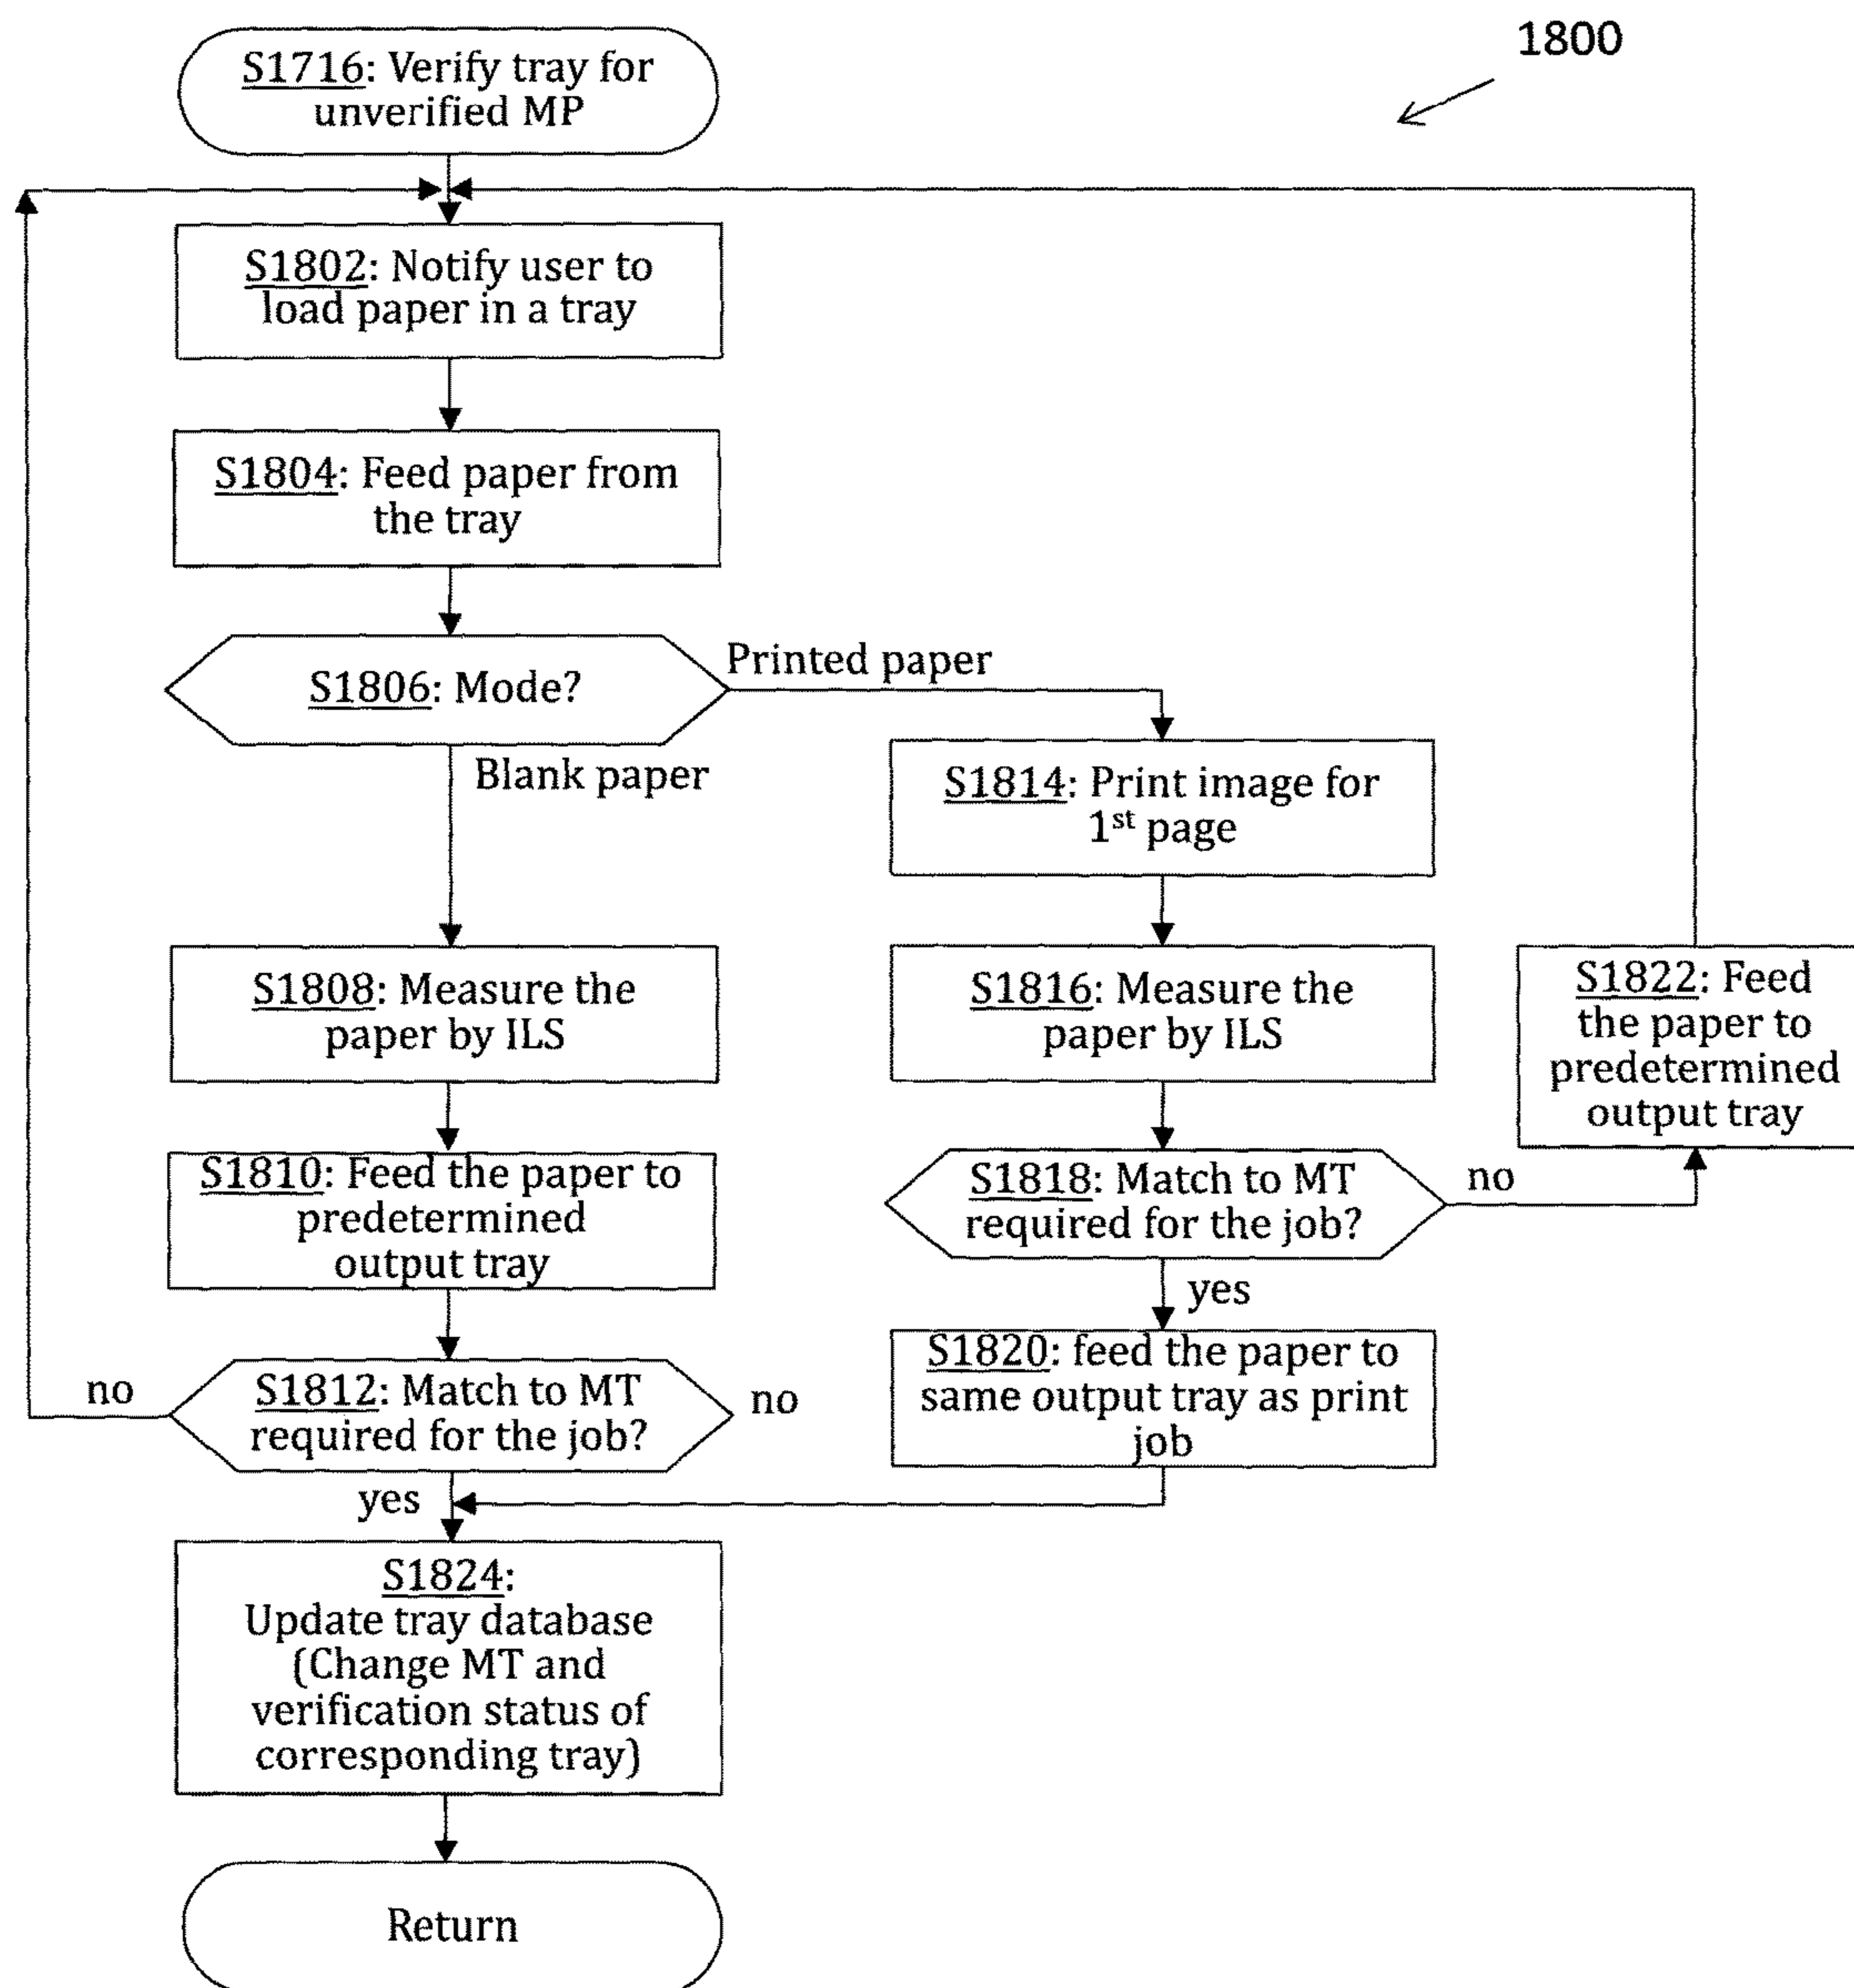 1800
S1716: Verify tray for
unverified MP
S1802: Notify user to
load paper in a tray
S1804: Feed paper from
the tray
S1806: Mode?
Printed paper
Blank paper
S1814: Print image for
1st page
S1808: Measure the
paper by ILS
S1816: Measure the
paper by ILS
S1822: Feed
the paper to
predetermined
output tray
S1810: Feed the paper to
predetermined
output tray
S1818: Match to MT
required for the job?
no
yes
S1812: Match to MT
required for the job?
no
no
yes
S1820: feed the paper to
same output tray as print
job
S1824:
Update tray database
(Change MT and
verification status of
corresponding tray)
Return